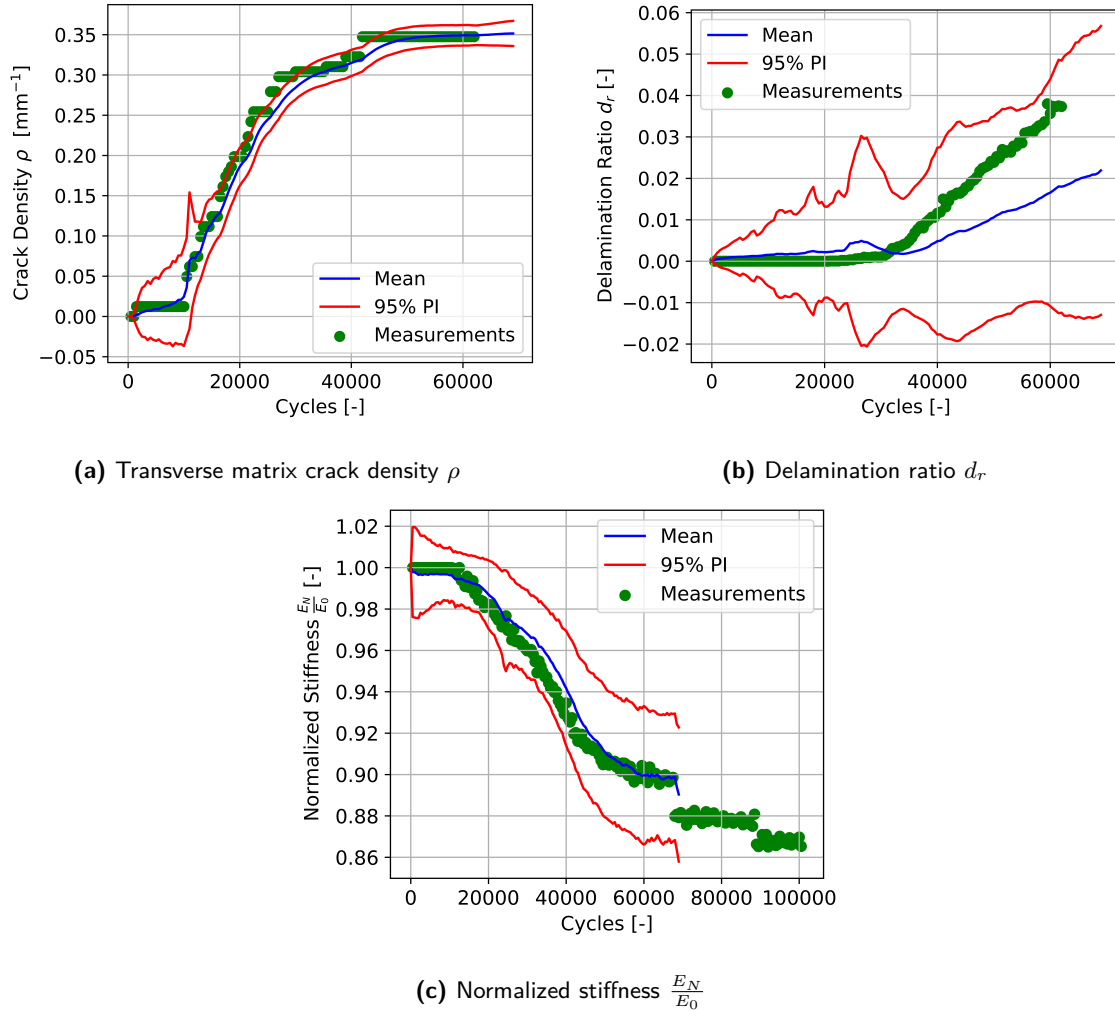 0.35
0.30
0.25
0.20
0.15
0.10
0.05
0.00
−0.05
Crack Density ρ [mm⁻¹]
Mean
95% PI
Measurements
0 20000 40000 60000
Cycles [-]
(a) Transverse matrix crack density ρ
0.06
0.05
0.04
0.03
0.02
0.01
0.00
−0.01
−0.02
Delamination Ratio d_r [-]
Mean
95% PI
Measurements
0 20000 40000 60000
Cycles [-]
(b) Delamination ratio d_r
1.02
1.00
0.98
0.96
0.94
0.92
0.90
0.88
0.86
Normalized Stiffness E_N/E_0 [-]
Mean
95% PI
Measurements
0 20000 40000 60000 80000 100000
Cycles [-]
(c) Normalized stiffness E_N/E_0